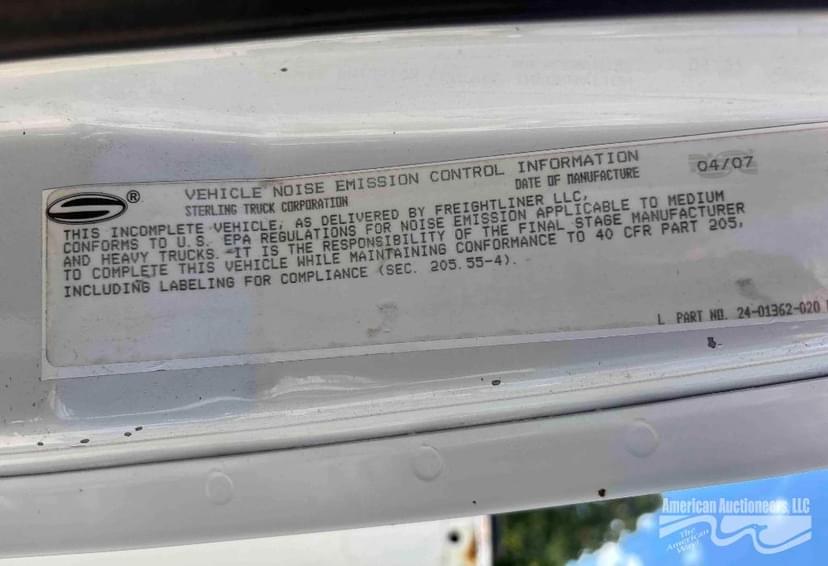 VEHICLE NOISE EMISSION CONTROL INFORMATION
04/07
® STERLING TRUCK CORPORATION DATE OF MANUFACTURE
THIS INCOMPLETE VEHICLE, AS DELIVERED BY FREIGHTLINER LLC,
CONFORMS TO U.S. EPA REGULATIONS FOR NOISE EMISSION APPLICABLE TO MEDIUM
AND HEAVY TRUCKS. IT IS THE RESPONSIBILITY OF THE FINAL STAGE MANUFACTURER
TO COMPLETE THIS VEHICLE WHILE MAINTAINING CONFORMANCE TO 40 CFR PART 205,
INCLUDING LABELING FOR COMPLIANCE (SEC. 205.55-4).
L PART NO. 24-01362-020
American Auctioneers, LLC
The
American
Way!